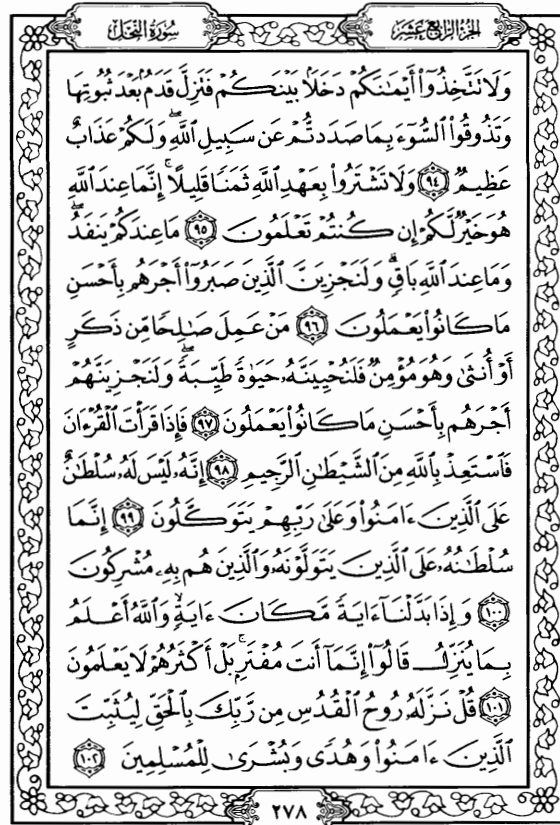 الجزء الرابع عشر
سورة النحل
وَلَا تَتَّخِذُوٓا۟ أَيْمَٰنَكُمْ دَخَلًۢا بَيْنَكُمْ فَتَزِلَّ قَدَمٌۢ بَعْدَ ثُبُوتِهَا
وَتَذُوقُوا۟ ٱلسُّوٓءَ بِمَا صَدَدتُّمْ عَن سَبِيلِ ٱللَّهِ ۖ وَلَكُمْ عَذَابٌ
عَظِيمٌ ٩٤ وَلَا تَشْتَرُوا۟ بِعَهْدِ ٱللَّهِ ثَمَنًا قَلِيلًا ۚ إِنَّمَا عِندَ ٱللَّهِ
هُوَ خَيْرٌ لَّكُمْ إِن كُنتُمْ تَعْلَمُونَ ٩٥ مَا عِندَكُمْ يَنفَدُ ۖ
وَمَا عِندَ ٱللَّهِ بَاقٍ ۗ وَلَنَجْزِيَنَّ ٱلَّذِينَ صَبَرُوٓا۟ أَجْرَهُم بِأَحْسَنِ
مَا كَانُوا۟ يَعْمَلُونَ ٩٦ مَنْ عَمِلَ صَٰلِحًا مِّن ذَكَرٍ
أَوْ أُنثَىٰ وَهُوَ مُؤْمِنٌ فَلَنُحْيِيَنَّهُۥ حَيَوٰةً طَيِّبَةً ۖ وَلَنَجْزِيَنَّهُمْ
أَجْرَهُم بِأَحْسَنِ مَا كَانُوا۟ يَعْمَلُونَ ٩٧ فَإِذَا قَرَأْتَ ٱلْقُرْءَانَ
فَٱسْتَعِذْ بِٱللَّهِ مِنَ ٱلشَّيْطَٰنِ ٱلرَّجِيمِ ٩٨ إِنَّهُۥ لَيْسَ لَهُۥ سُلْطَٰنٌ
عَلَى ٱلَّذِينَ ءَامَنُوا۟ وَعَلَىٰ رَبِّهِمْ يَتَوَكَّلُونَ ٩٩ إِنَّمَا
سُلْطَٰنُهُۥ عَلَى ٱلَّذِينَ يَتَوَلَّوْنَهُۥ وَٱلَّذِينَ هُم بِهِۦ مُشْرِكُونَ
١٠٠ وَإِذَا بَدَّلْنَآ ءَايَةً مَّكَانَ ءَايَةٍ ۙ وَٱللَّهُ أَعْلَمُ
بِمَا يُنَزِّلُ قَالُوٓا۟ إِنَّمَآ أَنتَ مُفْتَرٍۭ ۚ بَلْ أَكْثَرُهُمْ لَا يَعْلَمُونَ
١٠١ قُلْ نَزَّلَهُۥ رُوحُ ٱلْقُدُسِ مِن رَّبِّكَ بِٱلْحَقِّ لِيُثَبِّتَ
ٱلَّذِينَ ءَامَنُوا۟ وَهُدًى وَبُشْرَىٰ لِلْمُسْلِمِينَ ١٠٢
٢٧٨